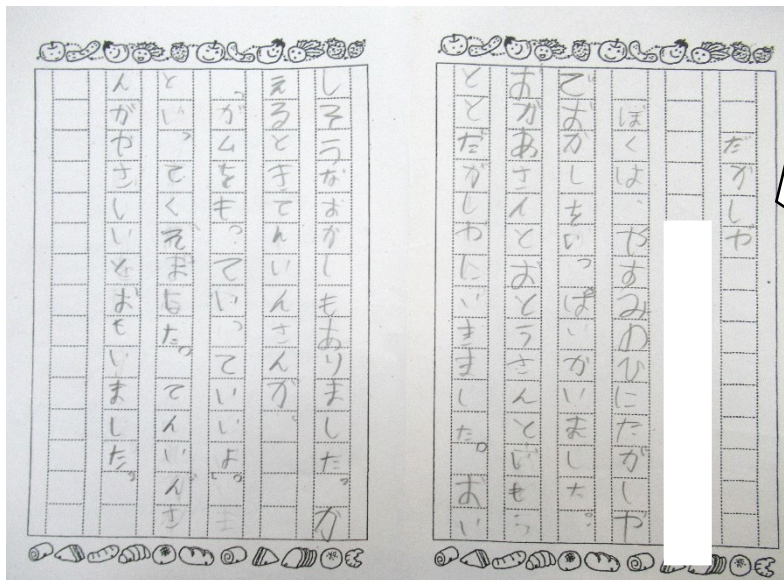 だがしや
ぼくは、やすみのひにだがしや
でおかしをいっぱいかいました。
おかあさんとおとうさんといもう
ととだがしやにいきました。おい
しそうなおかしもありました。か
えるときてんいんさんが、
「ガムをもっていっていいよ。」
といってくれました。てんいんさ
んがやさしいとおもいました。